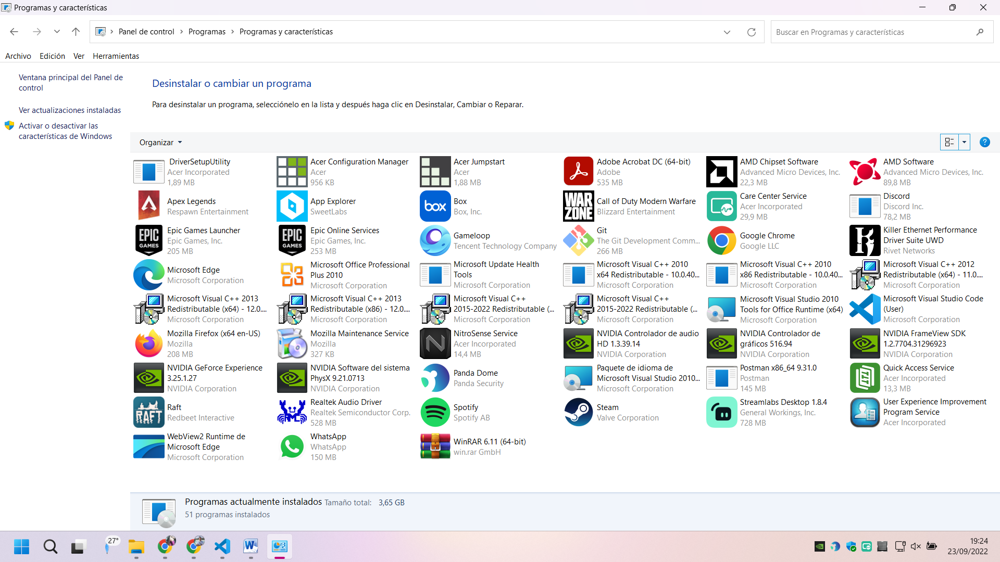 Programas y características
Panel de control > Programas > Programas y características
Buscar en Programas y características
Archivo Edición Ver Herramientas
Ventana principal del Panel de
control
Ver actualizaciones instaladas
Activar o desactivar las
características de Windows
Desinstalar o cambiar un programa
Para desinstalar un programa, selecciónelo en la lista y después haga clic en Desinstalar, Cambiar o Reparar.
Organizar
?
DriverSetupUtility
Acer Incorporated
1,89 MB
Acer Configuration Manager
Acer
956 KB
Acer Jumpstart
Acer
1,88 MB
Adobe Acrobat DC (64-bit)
Adobe
535 MB
AMD Chipset Software
Advanced Micro Devices, Inc.
22,3 MB
AMD Software
Advanced Micro Devices, Inc.
89,8 MB
Apex Legends
Respawn Entertainment
App Explorer
SweetLabs
box
Box
Box, Inc.
WAR
ZONE
Call of Duty Modern Warfare
Blizzard Entertainment
Care Center Service
Acer Incorporated
29,9 MB
Discord
Discord Inc.
78,2 MB
EPIC
GAMES
Epic Games Launcher
Epic Games, Inc.
205 MB
EPIC
GAMES
Epic Online Services
Epic Games, Inc.
253 MB
Gameloop
Tencent Technology Company
Git
The Git Development Comm...
266 MB
Google Chrome
Google LLC
Killer Ethernet Performance
Driver Suite UWD
Rivet Networks
Microsoft Edge
Microsoft Corporation
Microsoft Office Professional
Plus 2010
Microsoft Corporation
Microsoft Update Health
Tools
Microsoft Corporation
Microsoft Visual C++ 2010
x64 Redistributable - 10.0.40...
Microsoft Corporation
Microsoft Visual C++ 2010
x86 Redistributable - 10.0.40...
Microsoft Corporation
Microsoft Visual C++ 2012
Redistributable (x64) - 11.0....
Microsoft Corporation
Microsoft Visual C++ 2013
Redistributable (x64) - 12.0....
Microsoft Corporation
Microsoft Visual C++ 2013
Redistributable (x86) - 12.0....
Microsoft Corporation
Microsoft Visual C++
2015-2022 Redistributable (...
Microsoft Corporation
Microsoft Visual C++
2015-2022 Redistributable (...
Microsoft Corporation
Microsoft Visual Studio 2010
Tools for Office Runtime (x64)
Microsoft Corporation
Microsoft Visual Studio Code
(User)
Microsoft Corporation
Mozilla Firefox (x64 en-US)
Mozilla
208 MB
Mozilla Maintenance Service
Mozilla
327 KB
NitroSense Service
Acer Incorporated
14,4 MB
NVIDIA Controlador de audio
HD 1.3.39.14
NVIDIA Corporation
NVIDIA Controlador de
gráficos 516.94
NVIDIA Corporation
NVIDIA FrameView SDK
1.2.7704.31296923
NVIDIA Corporation
NVIDIA GeForce Experience
3.25.1.27
NVIDIA Corporation
NVIDIA Software del sistema
PhysX 9.21.0713
NVIDIA Corporation
Panda Dome
Panda Security
Paquete de idioma de
Microsoft Visual Studio 2010...
Microsoft Corporation
Postman x86_64 9.31.0
Postman
145 MB
Quick Access Service
Acer Incorporated
13,3 MB
RAFT
Raft
Redbeet Interactive
Realtek Audio Driver
Realtek Semiconductor Corp.
528 MB
Spotify
Spotify AB
Steam
Valve Corporation
Streamlabs Desktop 1.8.4
General Workings, Inc.
728 MB
User Experience Improvement
Program Service
Acer Incorporated
WebView2 Runtime de
Microsoft Edge
Microsoft Corporation
WhatsApp
WhatsApp
150 MB
WinRAR 6.11 (64-bit)
win.rar GmbH
Programas actualmente instalados Tamaño total: 3,65 GB
51 programas instalados
27°
W
19:24
23/09/2022